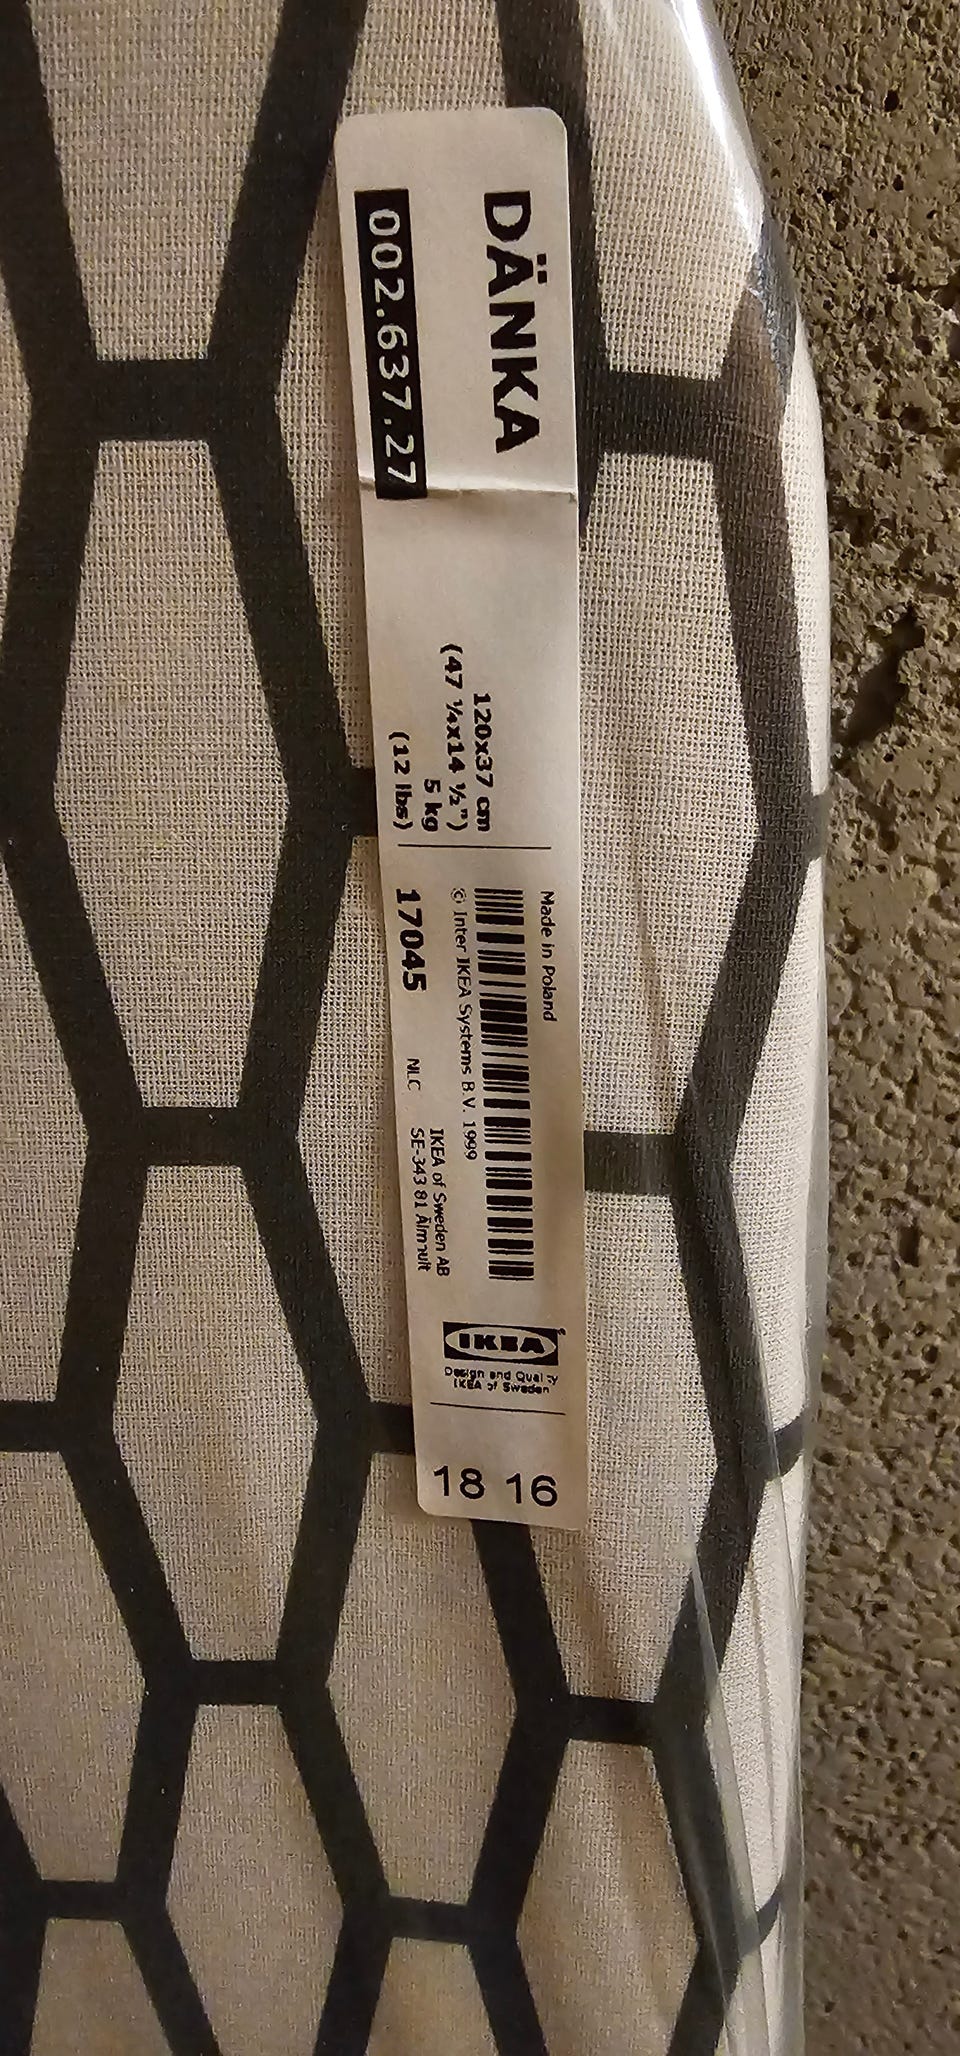 DÄNKA
002.637.27
120x37 cm
(47 ¼x14 ½")
5 kg
(12 lbs)
Made in Poland
© Inter IKEA Systems B.V. 1999
17045 NLC
IKEA of Sweden AB
SE-343 81 Älmhult
IKEA®
Design and Quality
IKEA of Sweden
18 16